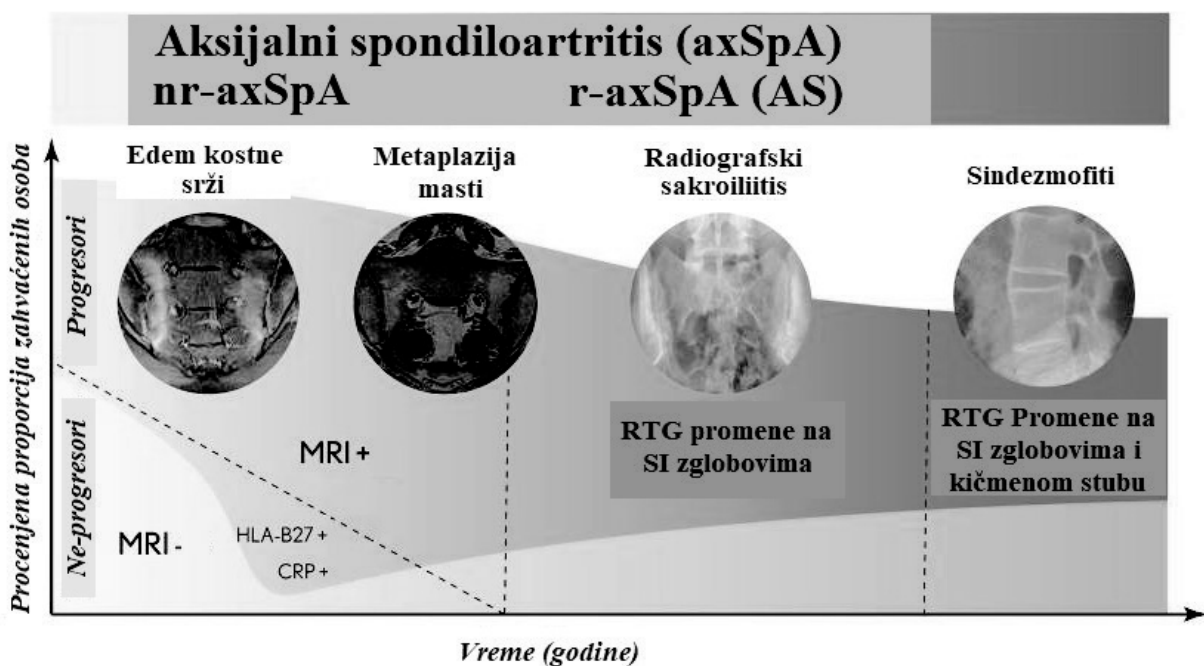 Aksijalni spondiloartritis (axSpA)
nr-axSpA
r-axSpA (AS)
Procenjena proporcija zahvaćenih osoba
Progresori
Ne-progresori
Edem kostne
srži
Metaplazija
masti
Radiografski
sakroiliitis
Sindezmofiti
MRI +
MRI -
HLA-B27 +
CRP +
RTG promene na
SI zglobovima
RTG Promene na
SI zglobovima i
kičmenom stubu
Vreme (godine)